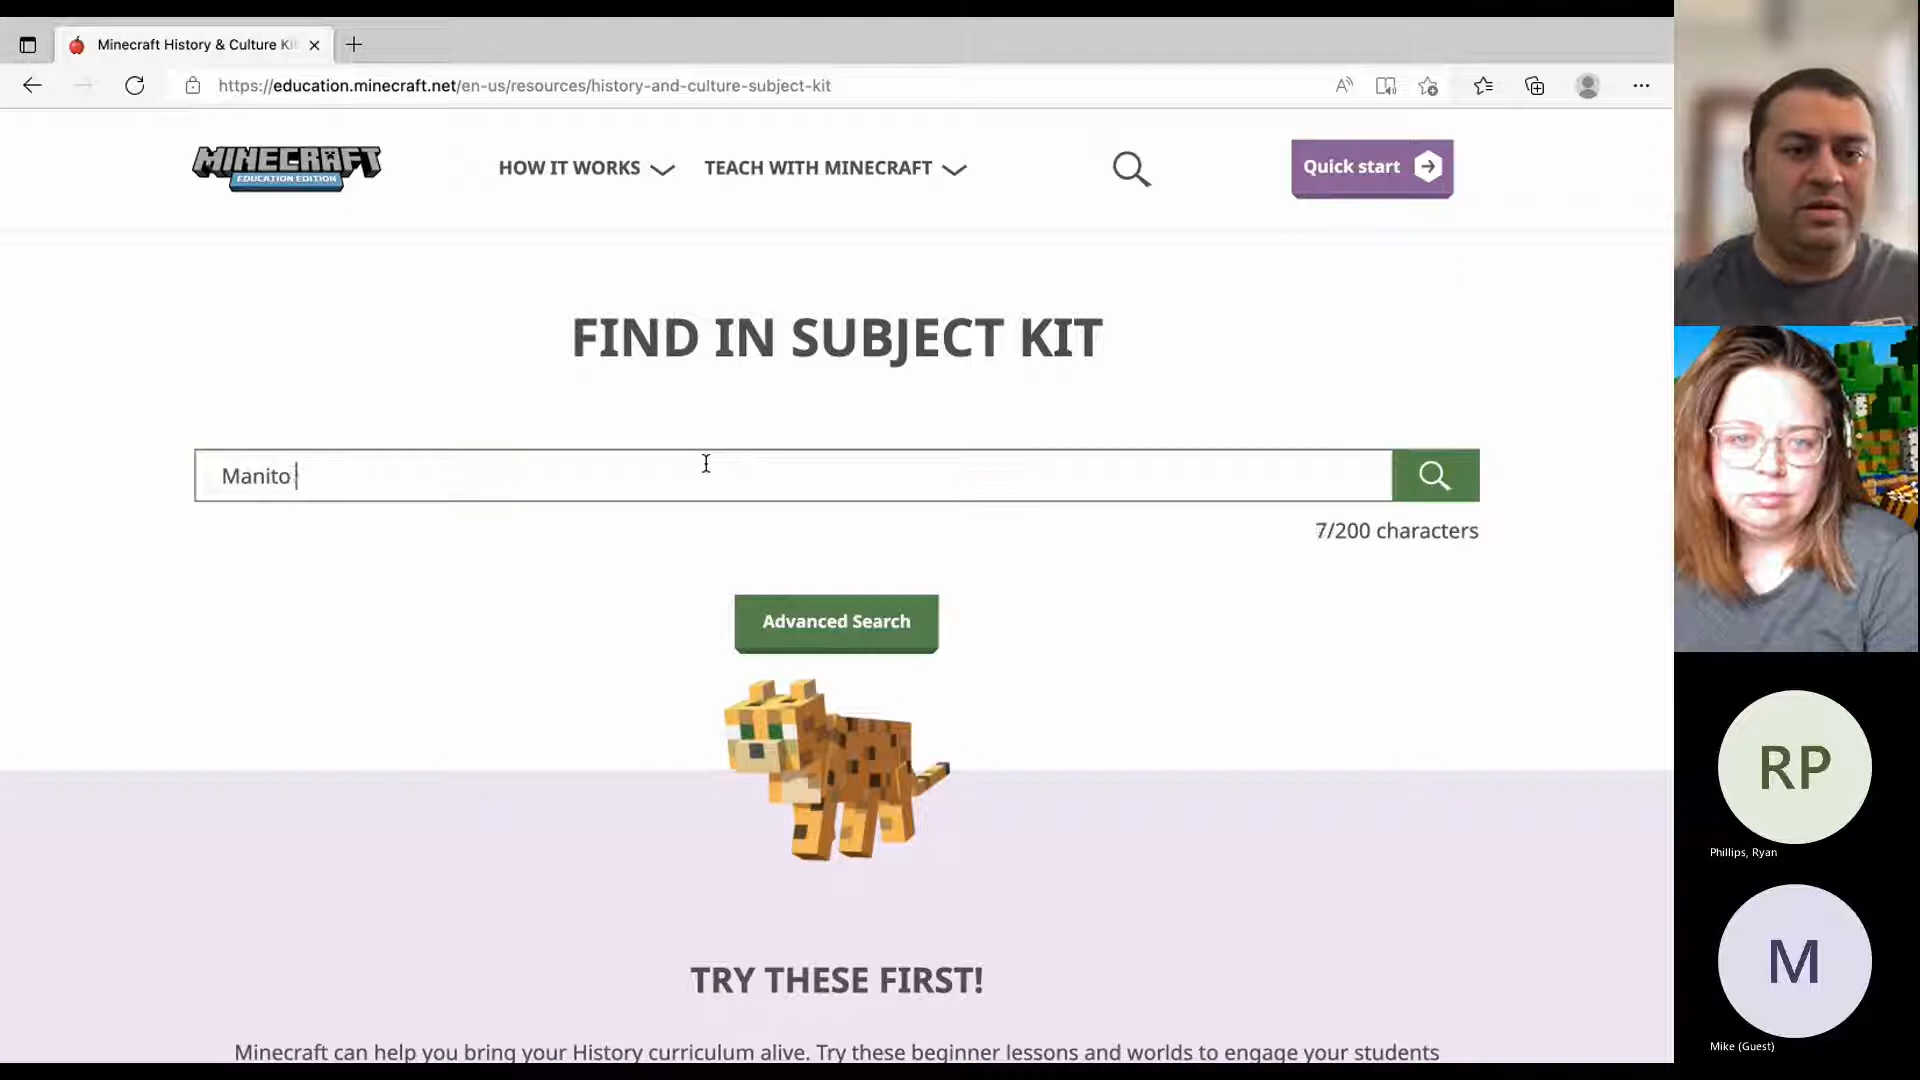 Minecraft History & Culture Ki
https://education.minecraft.net/en-us/resources/history-and-culture-subject-kit
MINECRAFT
EDUCATION EDITION
HOW IT WORKS
TEACH WITH MINECRAFT
Quick start
FIND IN SUBJECT KIT
Manito
7/200 characters
Advanced Search
TRY THESE FIRST!
Minecraft can help you bring your History curriculum alive. Try these beginner lessons and worlds to engage your students
RP
Phillips, Ryan
M
Mike (Guest)